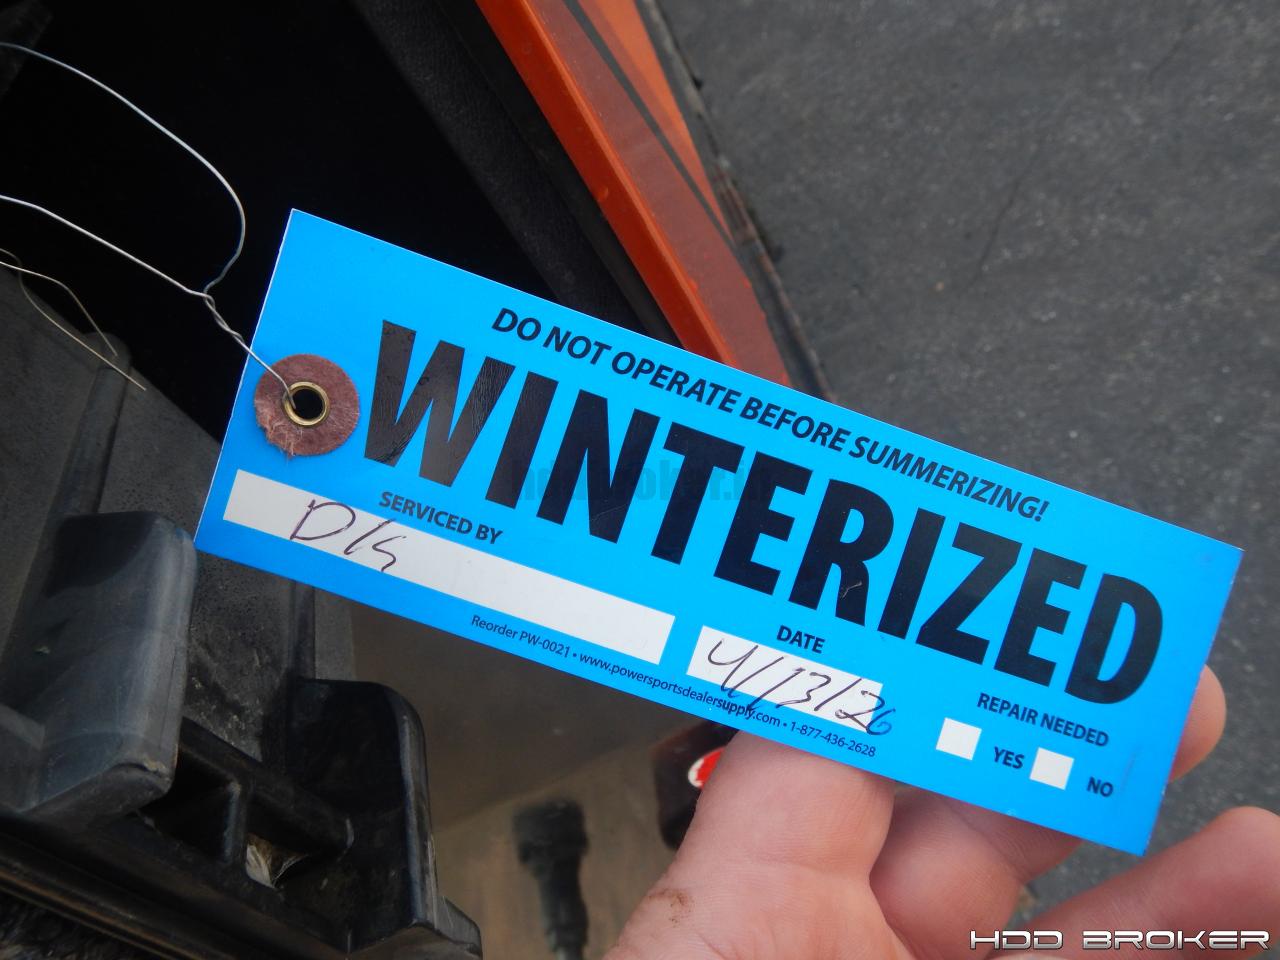 DO NOT OPERATE BEFORE SUMMERIZING!
WINTERIZED
SERVICED BY
DATE
4/13/26
REPAIR NEEDED
YES NO
Reorder PW-0021 • www.powersportsdealersupply.com • 1-877-436-2628
HDD BROKER